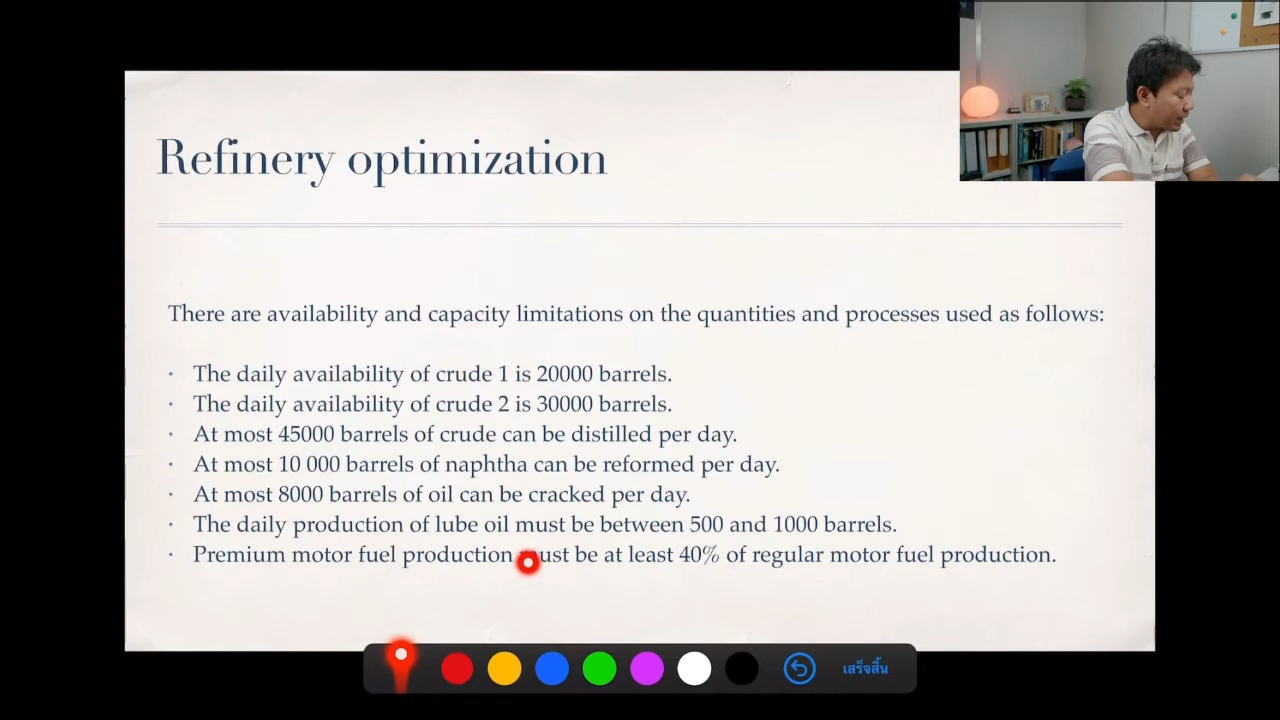 Refinery optimization
There are availability and capacity limitations on the quantities and processes used as follows:
· The daily availability of crude 1 is 20000 barrels.
· The daily availability of crude 2 is 30000 barrels.
· At most 45000 barrels of crude can be distilled per day.
· At most 10 000 barrels of naphtha can be reformed per day.
· At most 8000 barrels of oil can be cracked per day.
· The daily production of lube oil must be between 500 and 1000 barrels.
· Premium motor fuel production must be at least 40% of regular motor fuel production.
เสร็จสิ้น